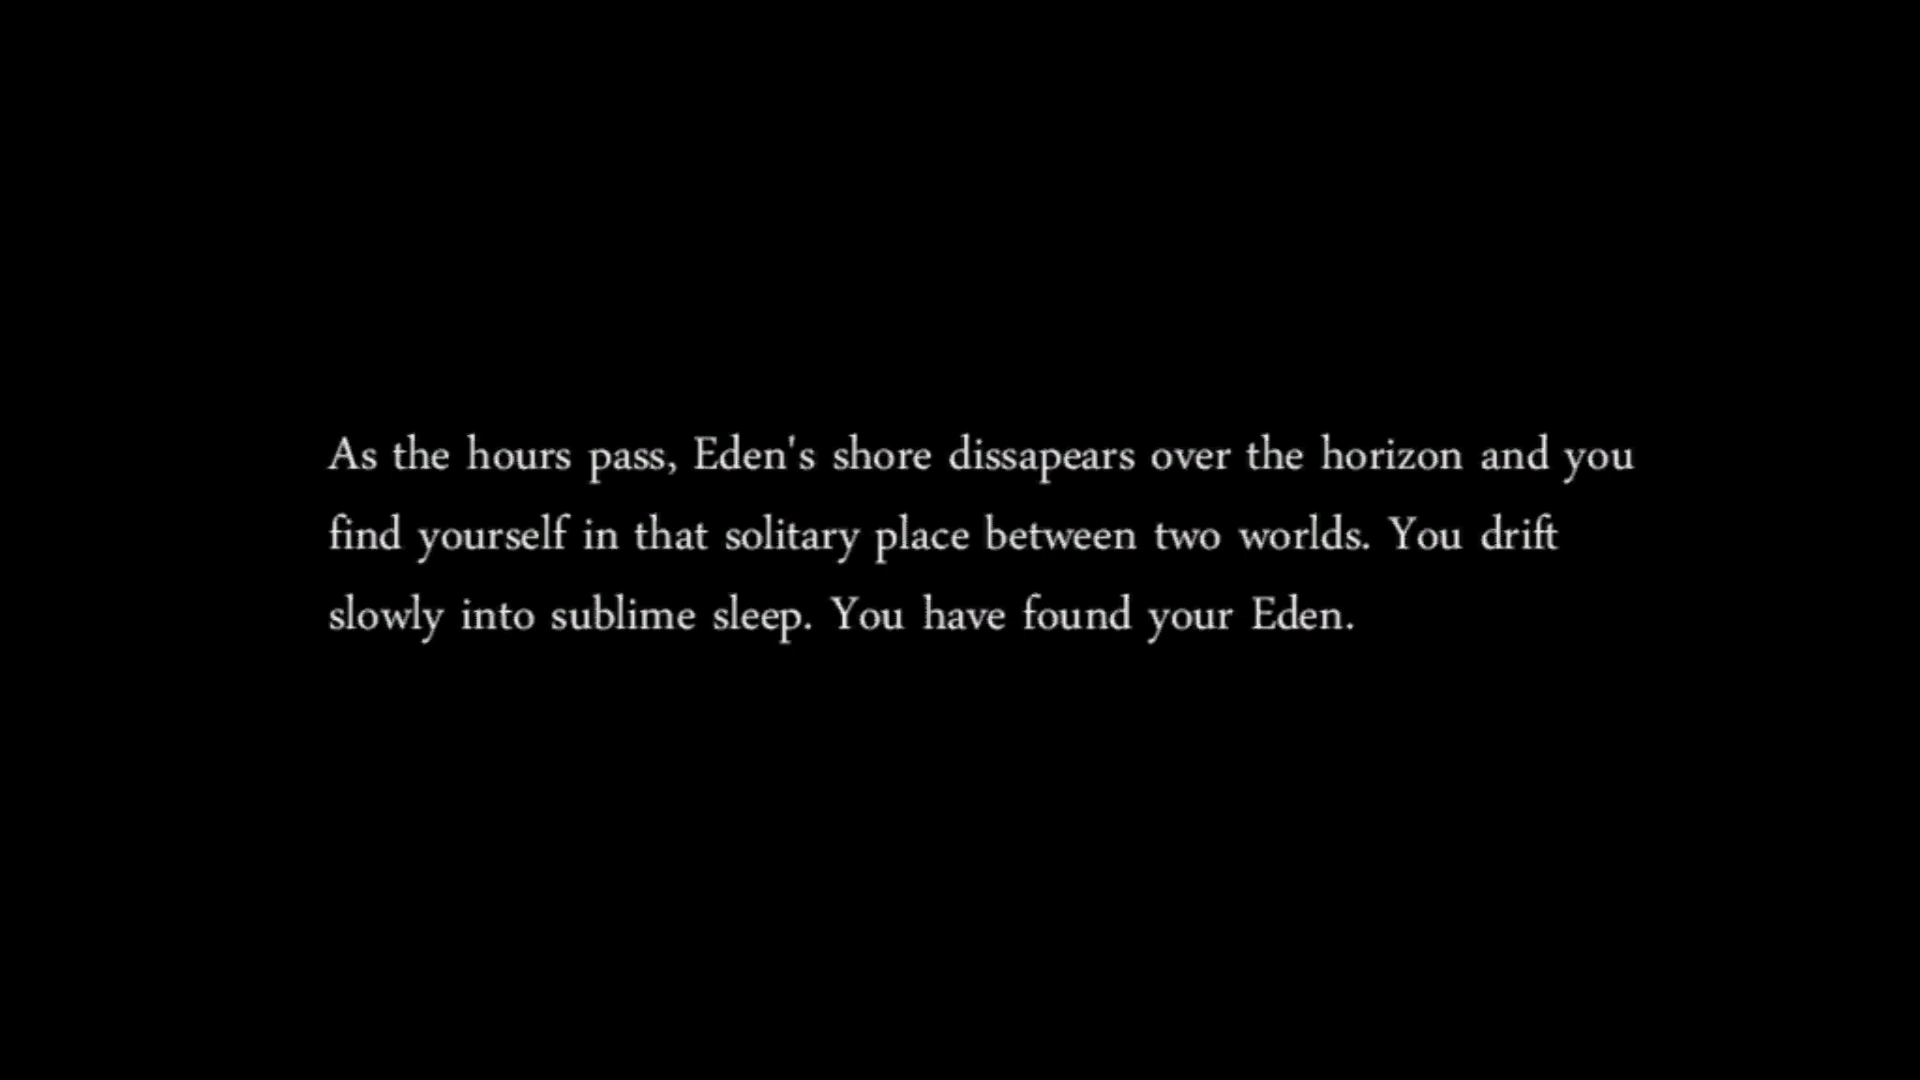 As the hours pass, Eden's shore dissapears over the horizon and you
find yourself in that solitary place between two worlds. You drift
slowly into sublime sleep. You have found your Eden.